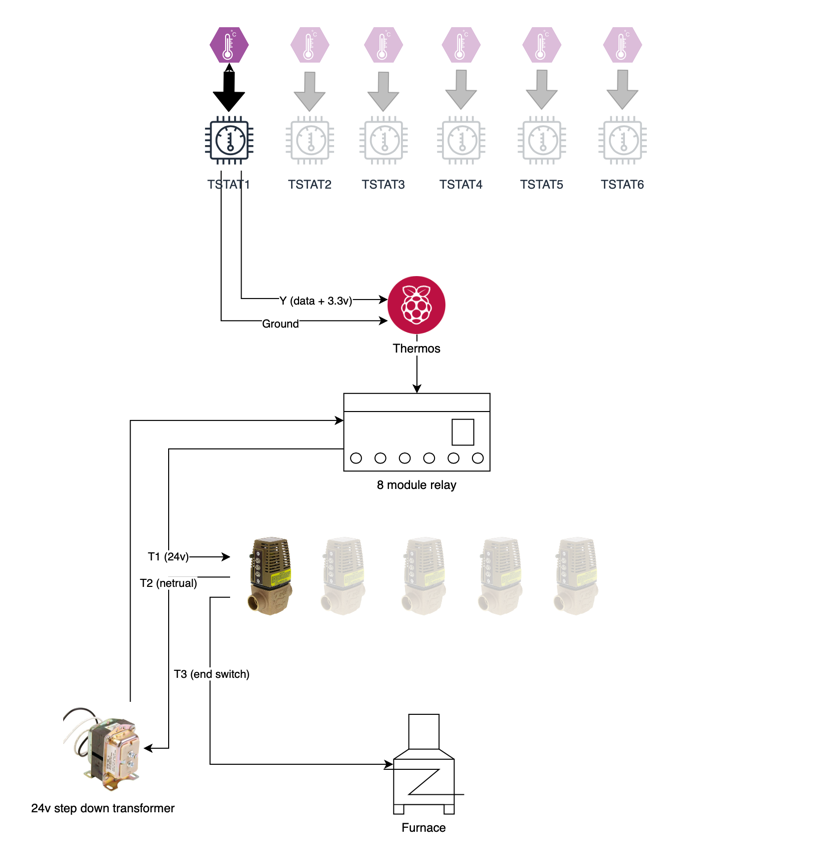 °C °C °C °C °C °C
TSTAT1 TSTAT2 TSTAT3 TSTAT4 TSTAT5 TSTAT6
Y (data + 3.3v)
Ground
Thermos
8 module relay
T1 (24v)
T2 (netrual)
T3 (end switch)
24v step down transformer
Furnace